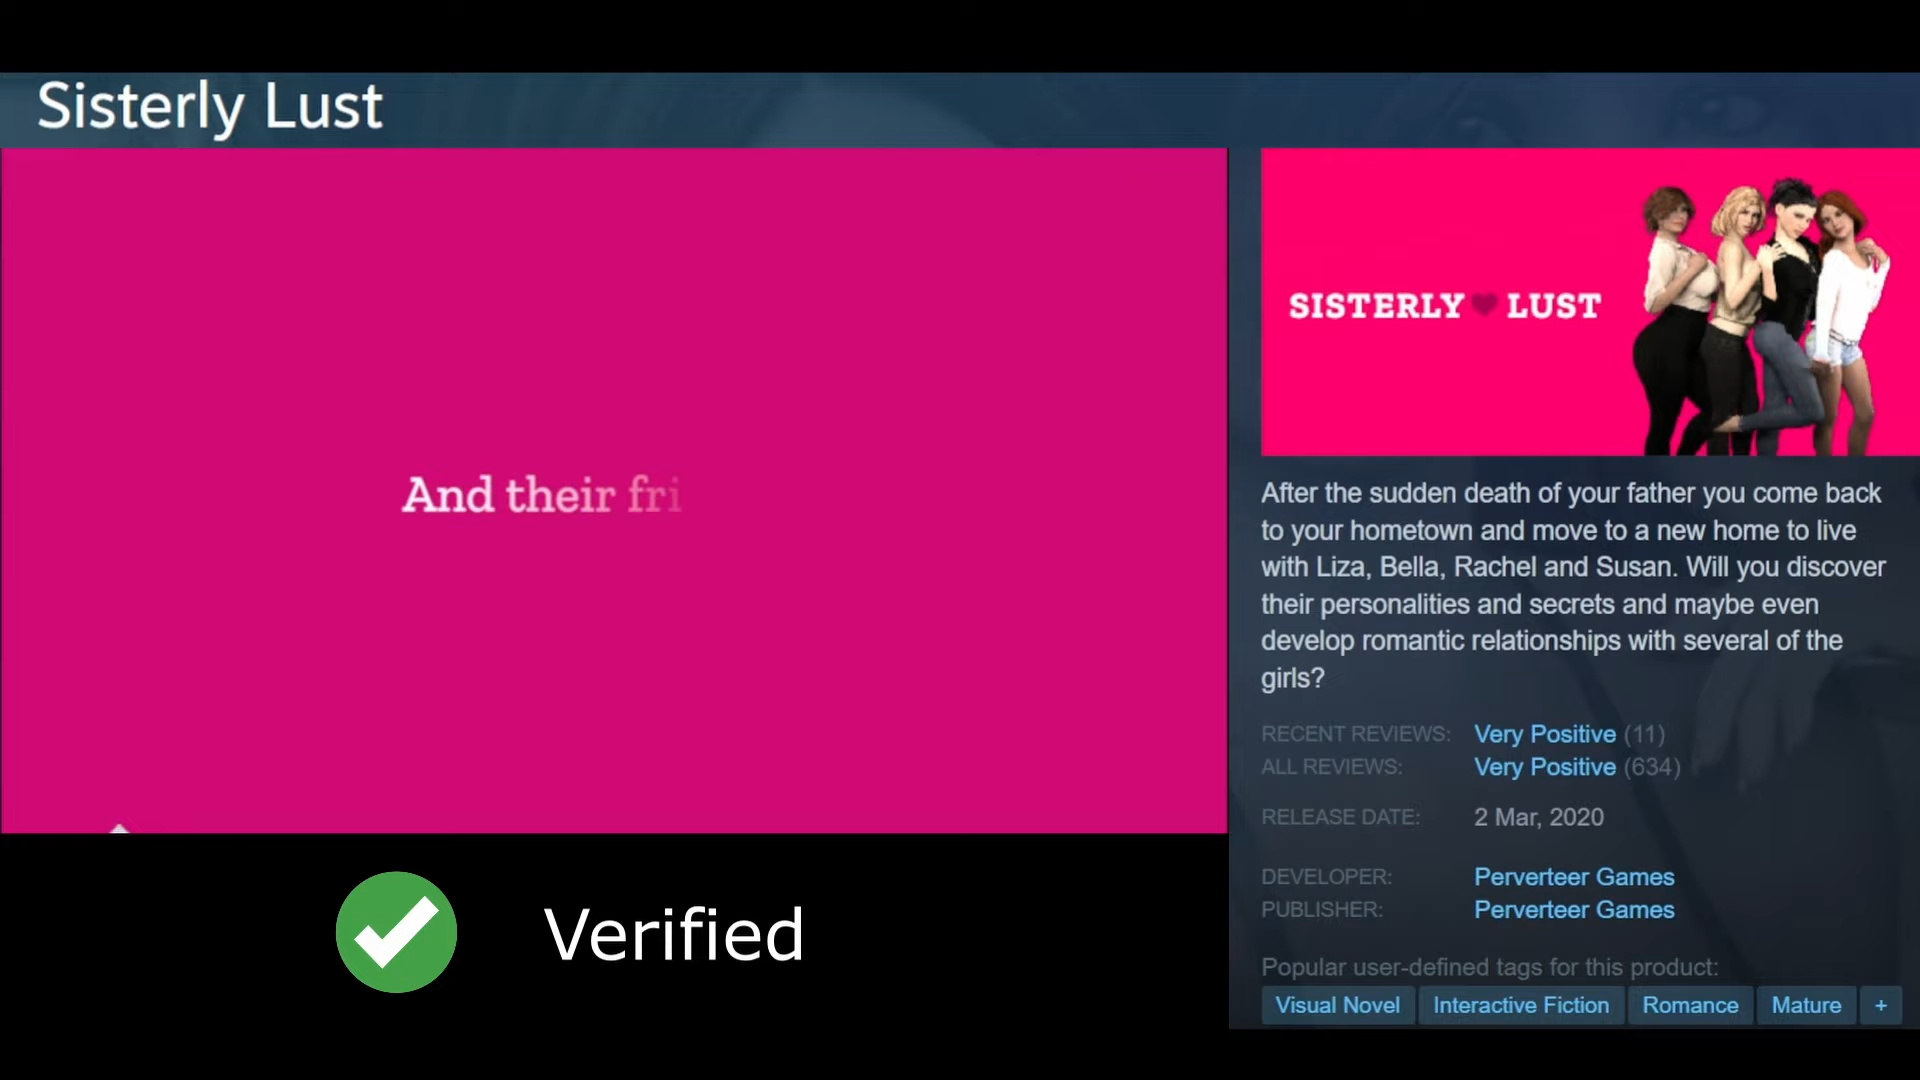 Sisterly Lust
And their fri
SISTERLY LUST
After the sudden death of your father you come back
to your hometown and move to a new home to live
with Liza, Bella, Rachel and Susan. Will you discover
their personalities and secrets and maybe even
develop romantic relationships with several of the
girls?
RECENT REVIEWS: Very Positive (11)
ALL REVIEWS: Very Positive (634)
RELEASE DATE: 2 Mar, 2020
DEVELOPER: Perverteer Games
PUBLISHER: Perverteer Games
Popular user-defined tags for this product:
Visual Novel Interactive Fiction Romance Mature +
Verified